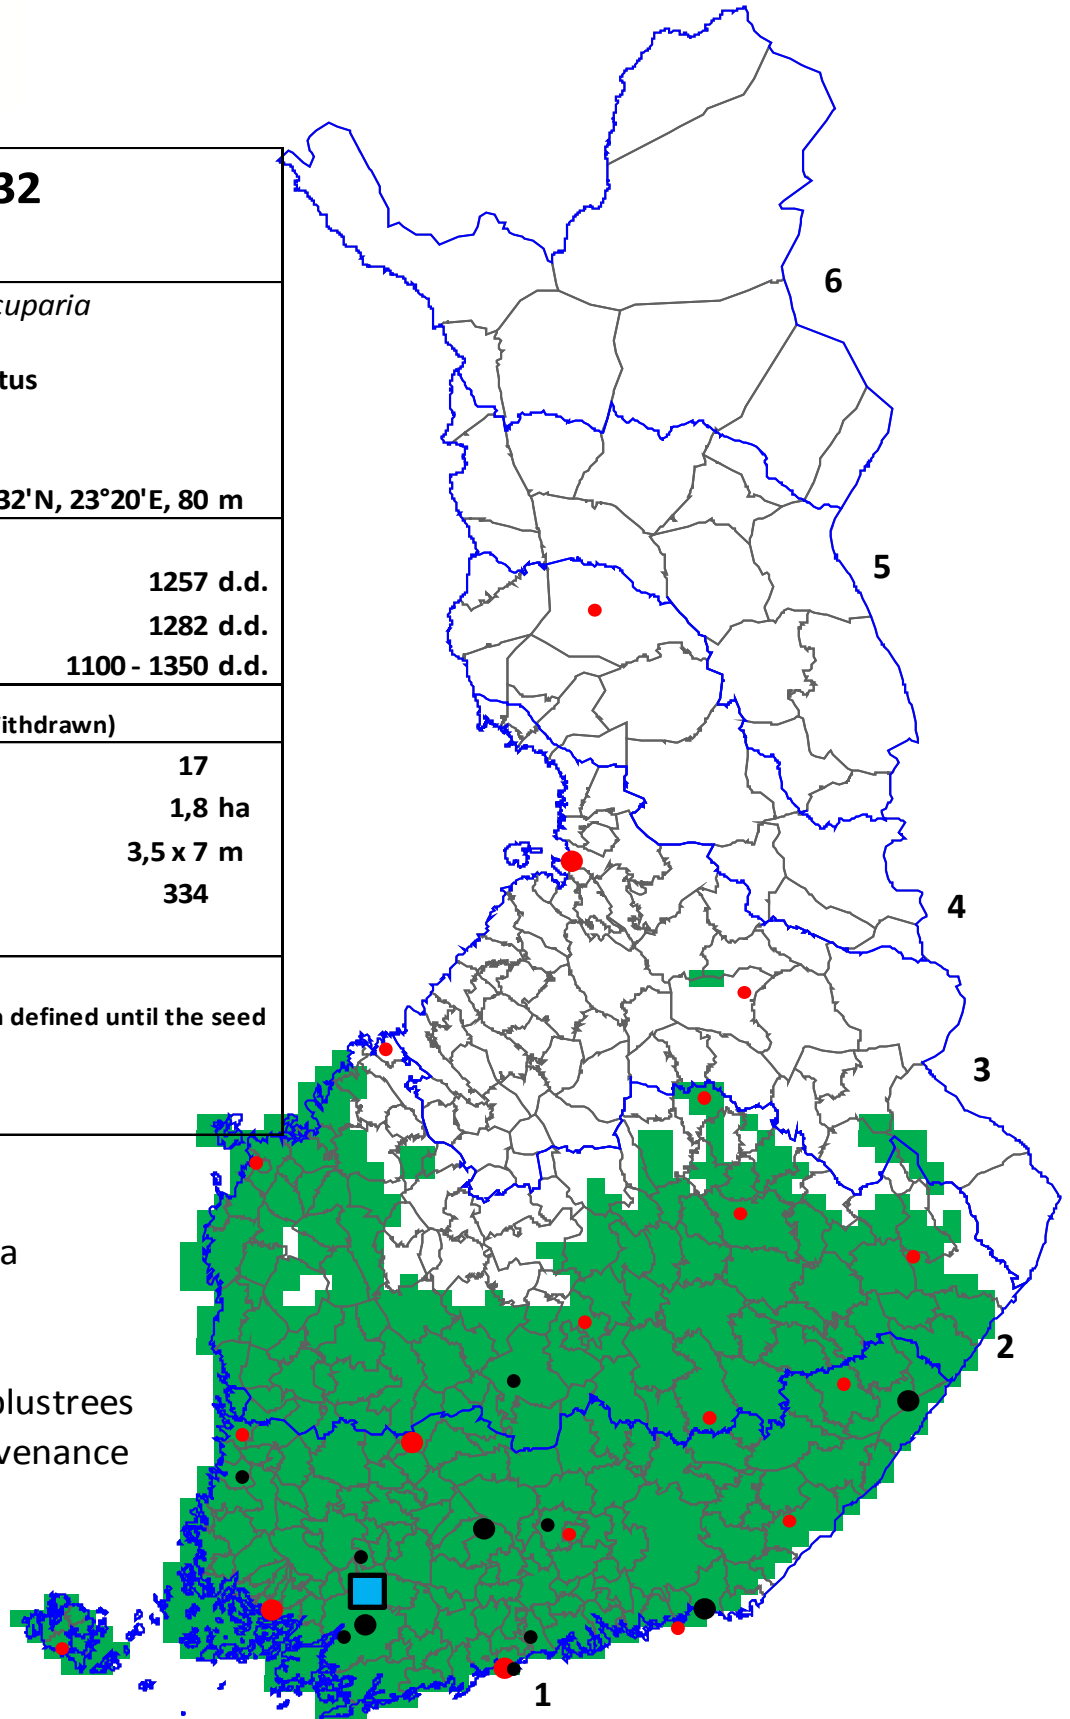 32
cuparia
tus
32'N, 23°20'E, 80 m
1257 d.d.
1282 d.d.
1100 - 1350 d.d.
ithdrawn)
17
1,8 ha
3,5 x 7 m
334
n defined until the seed
a
plustrees
venance
6
5
4
3
2
1